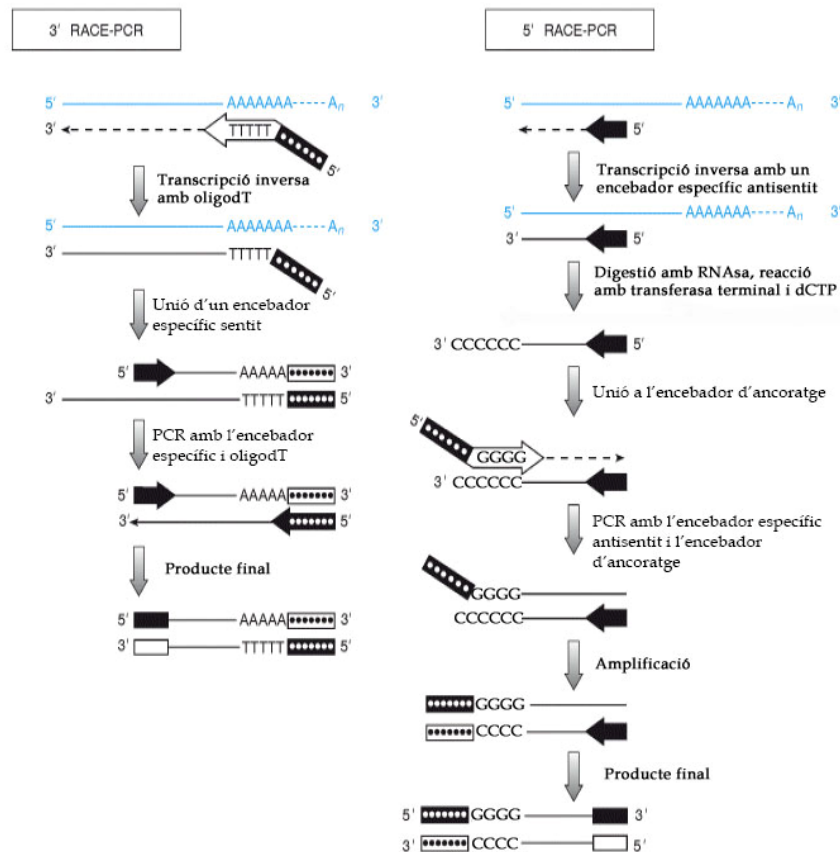 3' RACE-PCR
5' AAAAAAA-----An 3'
3' TTTTT
5'
Transcripció inversa
amb oligodT
5' AAAAAAA-----An 3'
3' TTTTT
5'
Unió d'un encebador
específic sentit
5' AAAAA 3'
3' TTTTT 5'
PCR amb l'encebador
específic i oligodT
5' AAAAA 3'
3' 5'
Producte final
5' AAAAA 3'
3' TTTTT 5'
5' RACE-PCR
5' AAAAAAA-----An 3'
5'
Transcripció inversa amb un
encebador específic antisentit
5' AAAAAAA-----An 3'
3' 5'
Digestió amb RNAsa, reacció
amb transferasa terminal i dCTP
3' CCCCCC 5'
Unió a l'encebador d'ancoratge
5'
GGGG
3' CCCCCC
PCR amb l'encebador específic
antisentit i l'encebador
d'ancoratge
GGGG
CCCCCC
Amplificació
GGGG
CCCC
Producte final
5' GGGG 3'
3' CCCC 5'